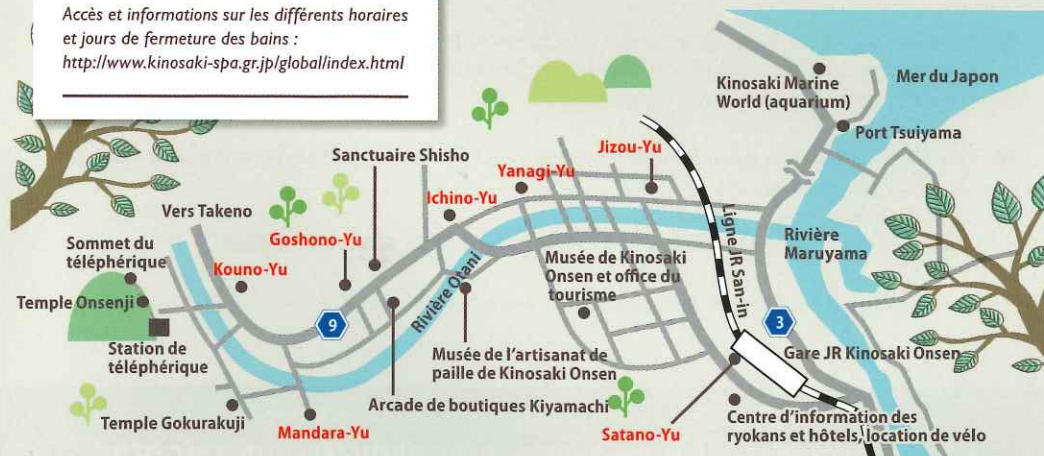 Accès et informations sur les différents horaires
et jours de fermeture des bains :
http://www.kinosaki-spa.gr.jp/global/index.html
Kinosaki Marine
World (aquarium)
Mer du Japon
Port Tsuiyama
Jizou-Yu
Sanctuaire Shisho
Yanagi-Yu
Ichino-Yu
Vers Takeno
Goshono-Yu
Ligne JR San-in
Rivière
Maruyama
Sommet du
téléphérique
Kouno-Yu
Rivière Otani
Musée de Kinosaki
Onsen et office du
tourisme
Temple Onsenji
9
3
Station de
téléphérique
Musée de l'artisanat de
paille de Kinosaki Onsen
Gare JR Kinosaki Onsen
Arcade de boutiques Kiyamachi
Temple Gokurakuji
Mandara-Yu
Satano-Yu
Centre d'information des
ryokans et hôtels, location de vélo